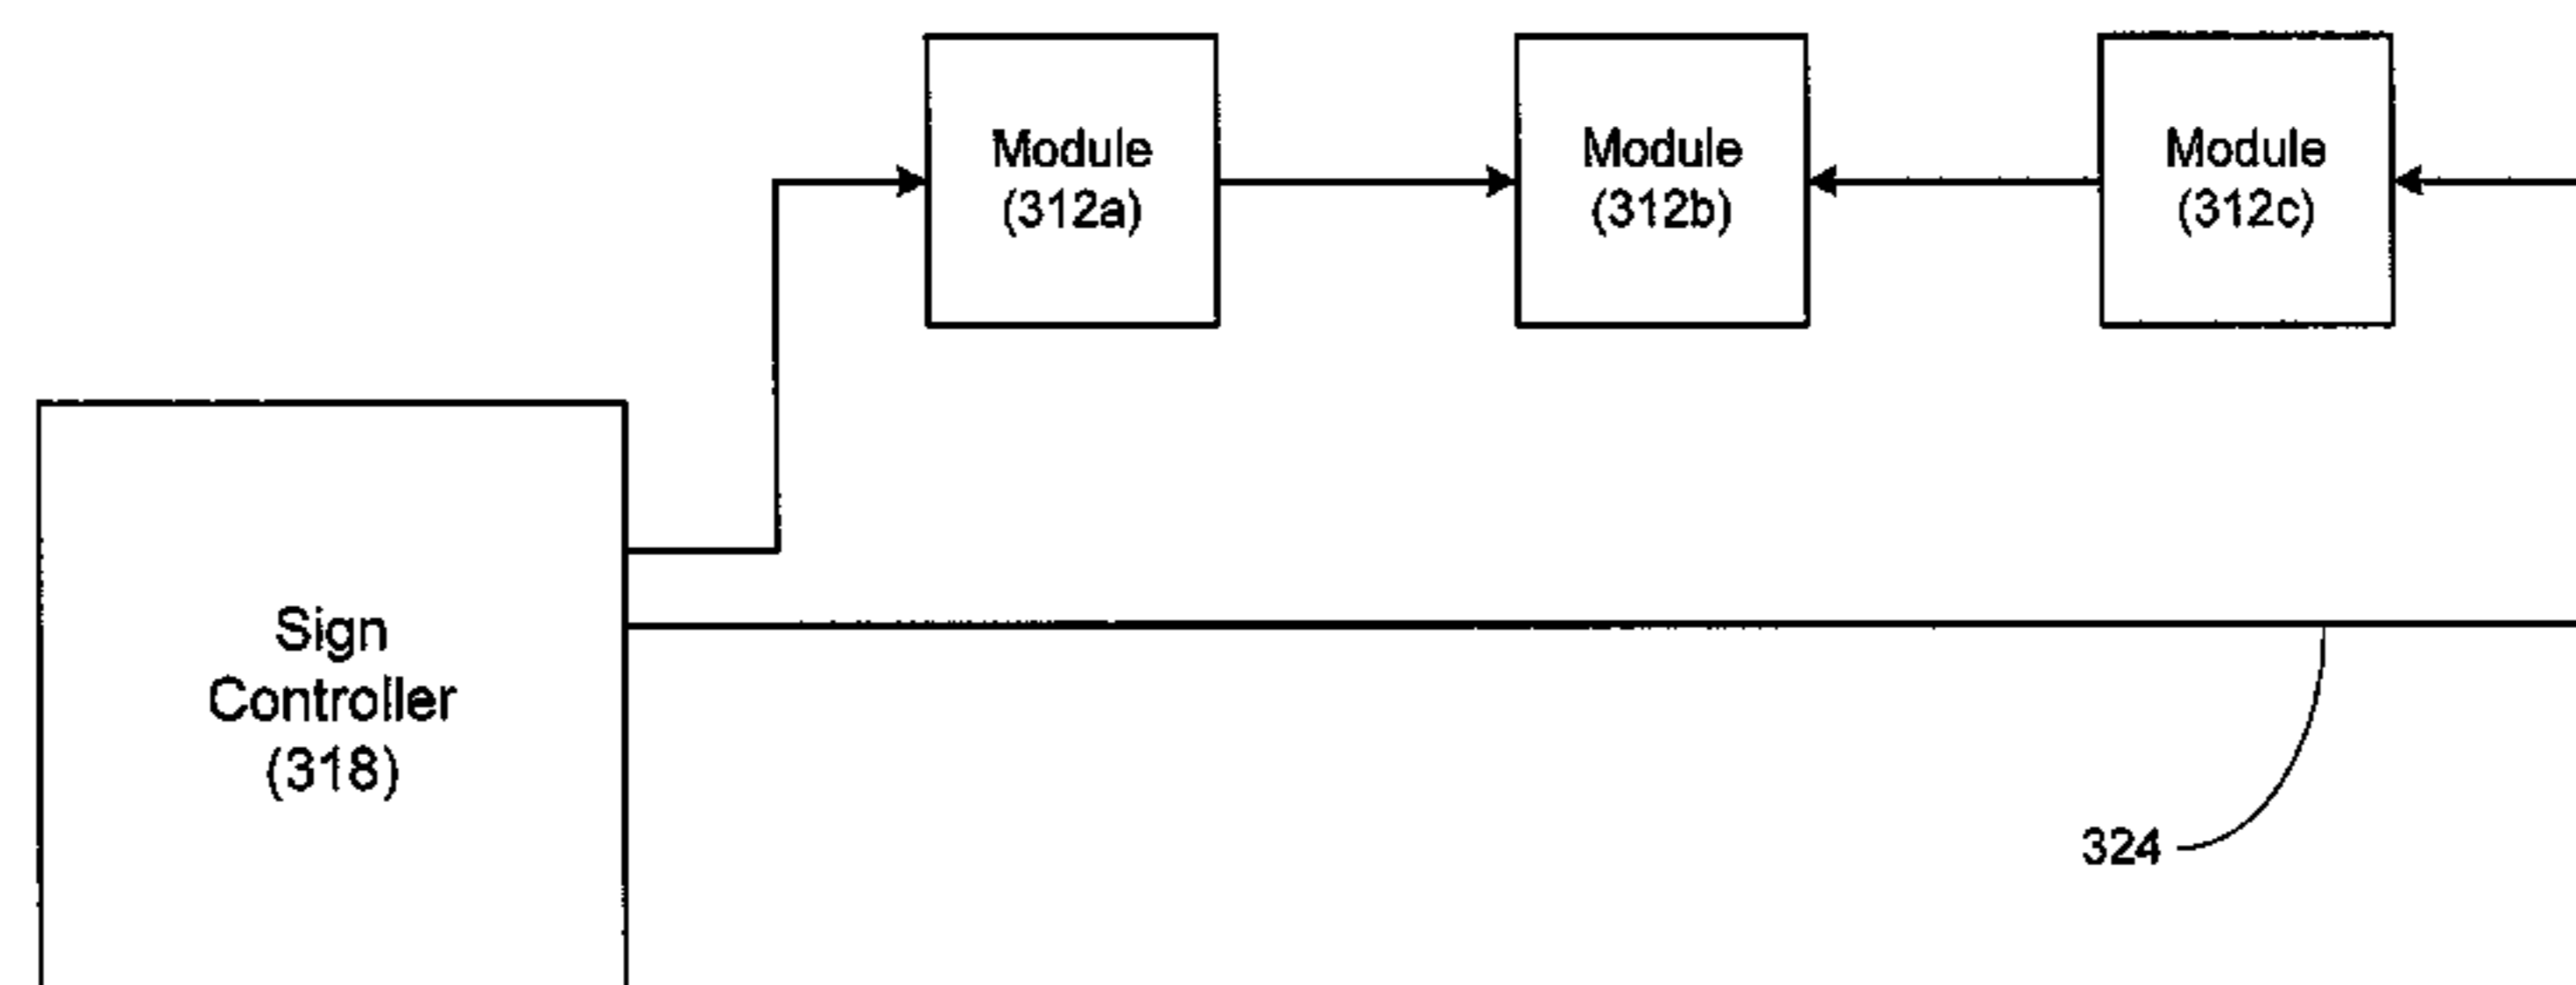 Module
(312a)
Module
(312b)
Module
(312c)
Sign
Controller
(318)
324